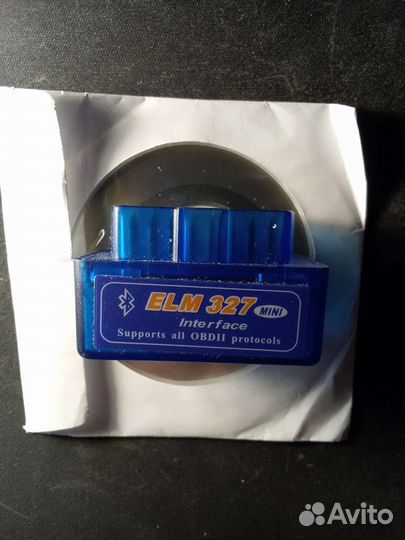 ELM 327 MINI
Interface
Supports all OBDII protocols
Avito